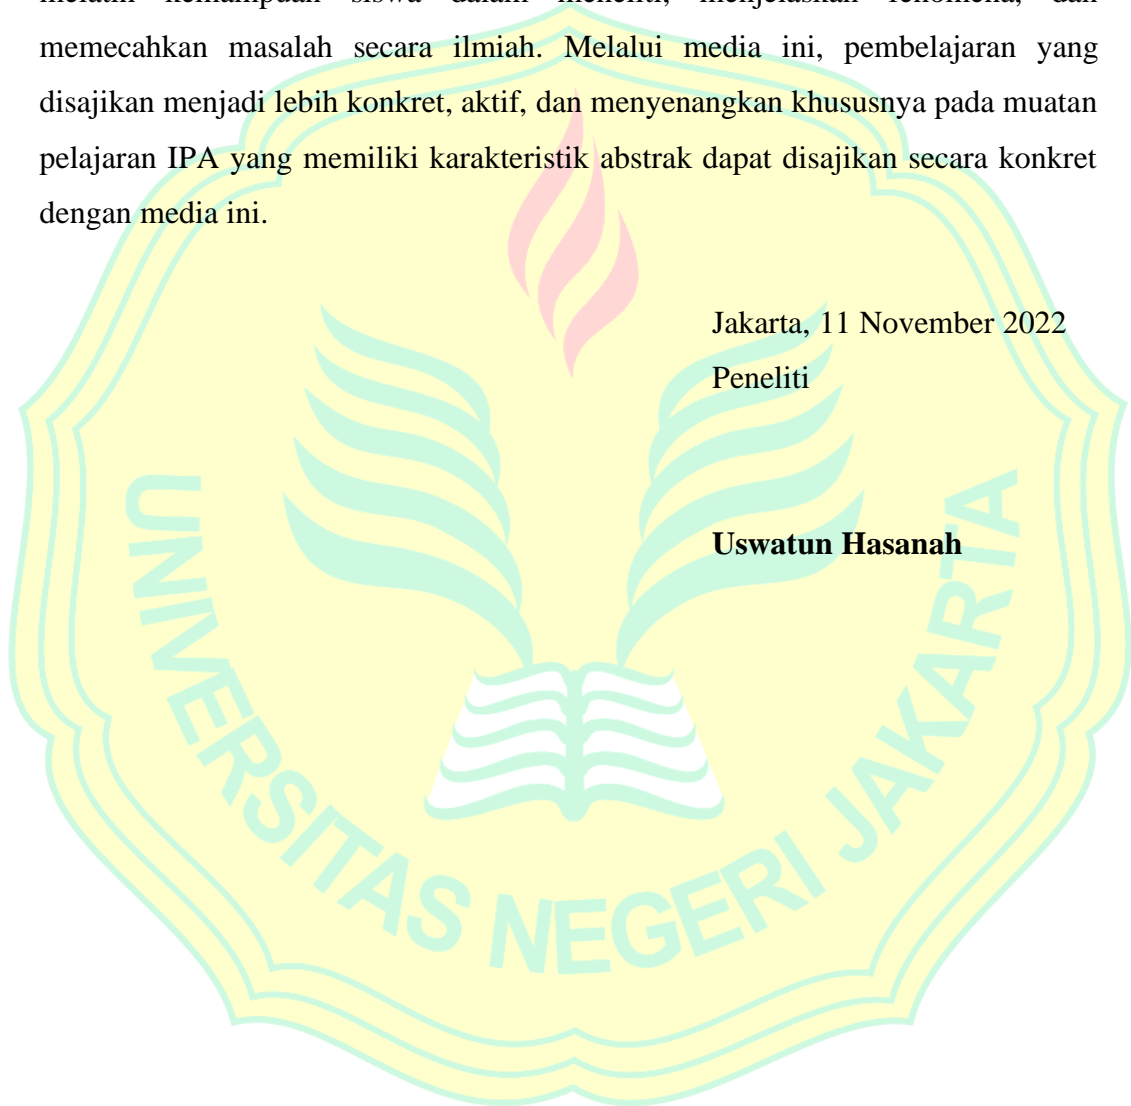 melatih kemampuan siswa dalam meneliti, menjelaskan fenomena, dan
memecahkan masalah secara ilmiah. Melalui media ini, pembelajaran yang
disajikan menjadi lebih konkret, aktif, dan menyenangkan khususnya pada muatan
pelajaran IPA yang memiliki karakteristik abstrak dapat disajikan secara konkret
dengan media ini.
Jakarta, 11 November 2022
Peneliti
Uswatun Hasanah
UNIVERSITAS NEGERI JAKARTA